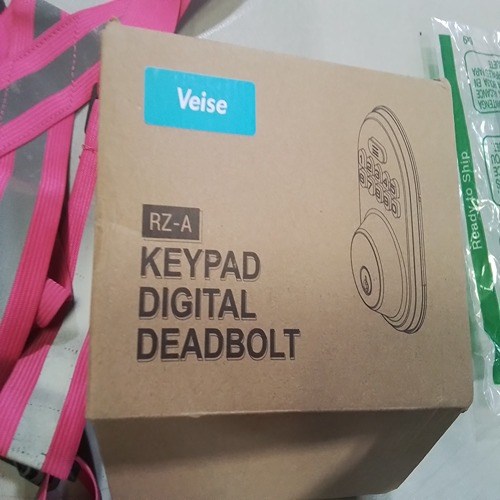 Veise
RZ-A
KEYPAD
DIGITAL
DEADBOLT
Ready to Ship